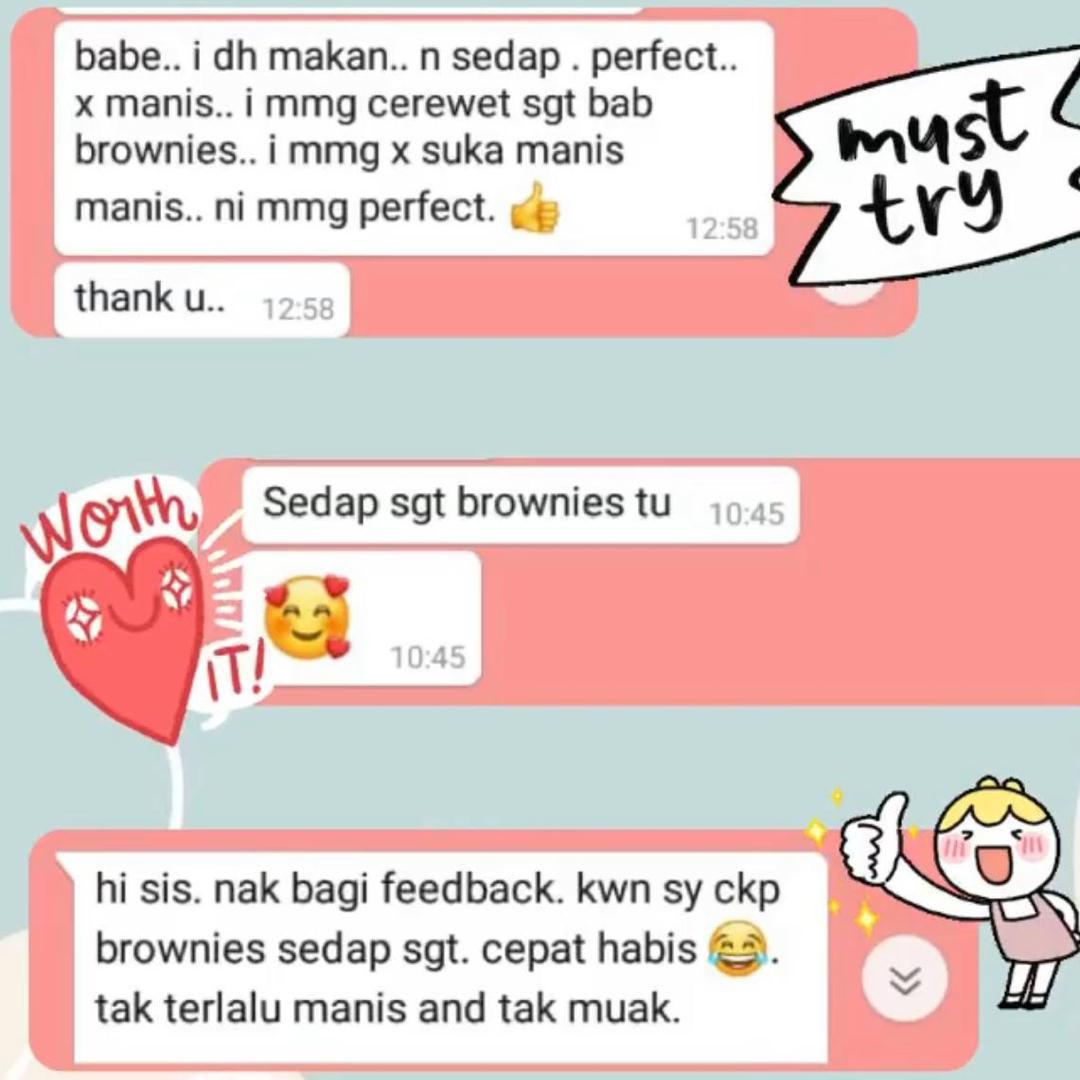 babe.. i dh makan.. n sedap . perfect..
x manis.. i mmg cerewet sgt bab
brownies.. i mmg x suka manis
manis.. ni mmg perfect. 👍
12:58
must
try
thank u.. 12:58
Worth
IT!
Sedap sgt brownies tu 10:45
🥰 10:45
hi sis. nak bagi feedback. kwn sy ckp
brownies sedap sgt. cepat habis 😂.
tak terlalu manis and tak muak.